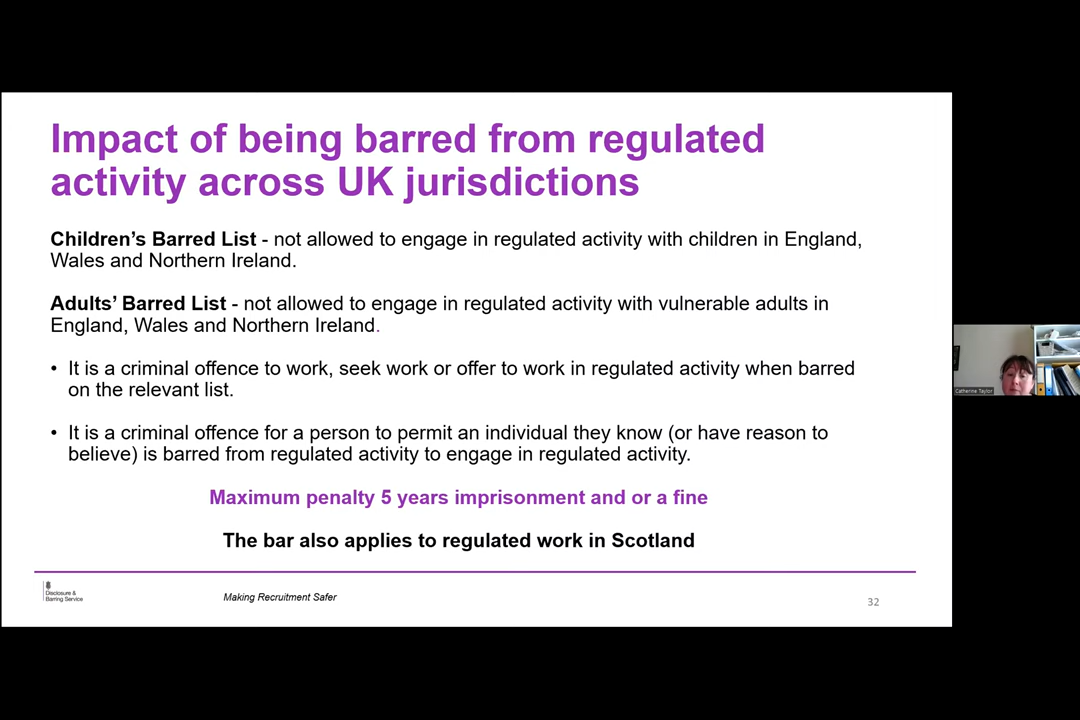 Impact of being barred from regulated
activity across UK jurisdictions
Children’s Barred List - not allowed to engage in regulated activity with children in England,
Wales and Northern Ireland.
Adults’ Barred List - not allowed to engage in regulated activity with vulnerable adults in
England, Wales and Northern Ireland.
• It is a criminal offence to work, seek work or offer to work in regulated activity when barred
on the relevant list.
• It is a criminal offence for a person to permit an individual they know (or have reason to
believe) is barred from regulated activity to engage in regulated activity.
Maximum penalty 5 years imprisonment and or a fine
The bar also applies to regulated work in Scotland
Disclosure &
Barring Service
Making Recruitment Safer
32
Catherine Taylor